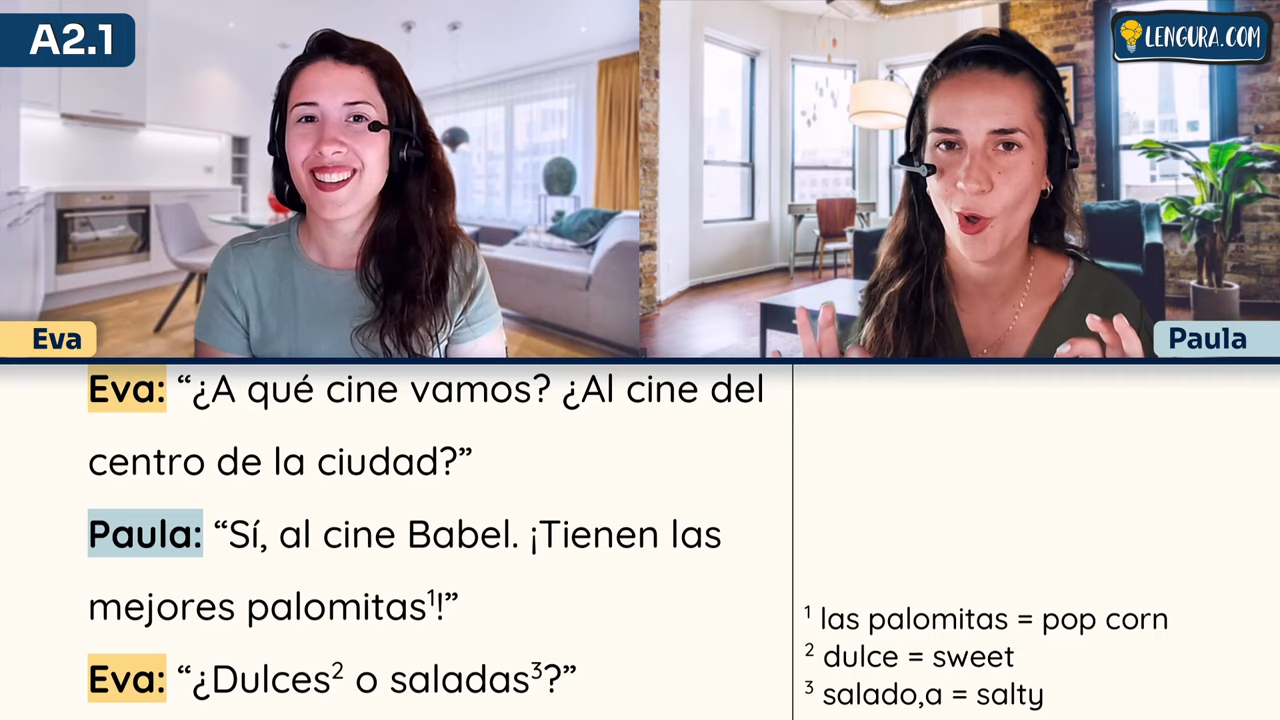 A2.1
LENGURA.COM
Eva
Paula
Eva: “¿A qué cine vamos? ¿Al cine del
centro de la ciudad?”
Paula: “Sí, al cine Babel. ¡Tienen las
mejores palomitas¹!”
Eva: “¿Dulces² o saladas³?”
¹ las palomitas = pop corn
² dulce = sweet
³ salado,a = salty